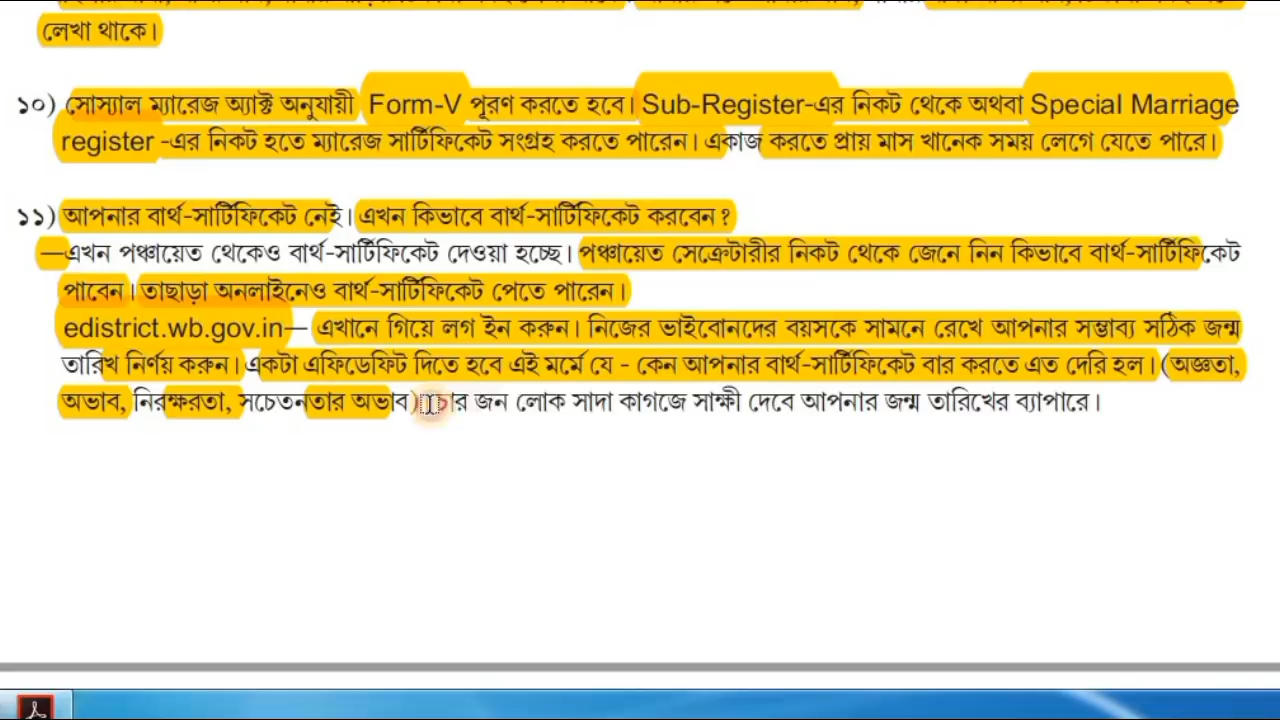 লেখা থাকে।
১০) সোস্যাল ম্যারেজ অ্যাক্ট অনুযায়ী Form-V পূরণ করতে হবে। Sub-Register-এর নিকট থেকে অথবা Special Marriage
register -এর নিকট হতে ম্যারেজ সার্টিফিকেট সংগ্রহ করতে পারেন। একাজ করতে প্রায় মাস খানেক সময় লেগে যেতে পারে।
১১) আপনার বার্থ-সার্টিফিকেট নেই। এখন কিভাবে বার্থ-সার্টিফিকেট করবেন?
—এখন পঞ্চায়েত থেকেও বার্থ-সার্টিফিকেট দেওয়া হচ্ছে। পঞ্চায়েত সেক্রেটারীর নিকট থেকে জেনে নিন কিভাবে বার্থ-সার্টিফিকেট
পাবেন। তাছাড়া অনলাইনেও বার্থ-সার্টিফিকেট পেতে পারেন।
edistrict.wb.gov.in— এখানে গিয়ে লগ ইন করুন। নিজের ভাইবোনদের বয়সকে সামনে রেখে আপনার সম্ভাব্য সঠিক জন্ম
তারিখ নির্ণয় করুন। একটা এফিডেফিট দিতে হবে এই মর্মে যে - কেন আপনার বার্থ-সার্টিফিকেট বার করতে এত দেরি হল। (অজ্ঞতা,
অভাব, নিরক্ষরতা, সচেতনতার অভাব) চার জন লোক সাদা কাগজে সাক্ষী দেবে আপনার জন্ম তারিখের ব্যাপারে।